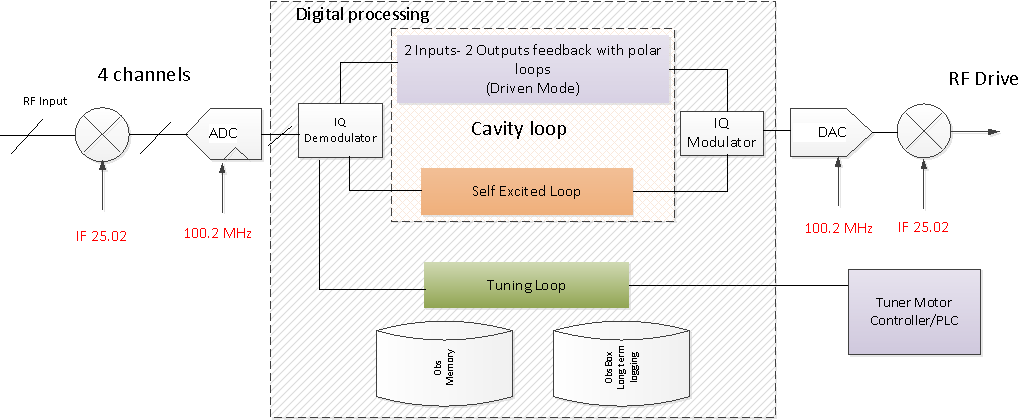 Digital processing
2 Inputs- 2 Outputs feedback with polar
loops
(Driven Mode)
4 channels
RF Drive
RF Input
ADC
IQ
Demodulator
Cavity loop
IQ
Modulator
DAC
Self Excited Loop
IF 25.02
100.2 MHz
100.2 MHz
IF 25.02
Tuning Loop
Tuner Motor
Controller/PLC
Obs
Memory
Obs Box
Long term
logging